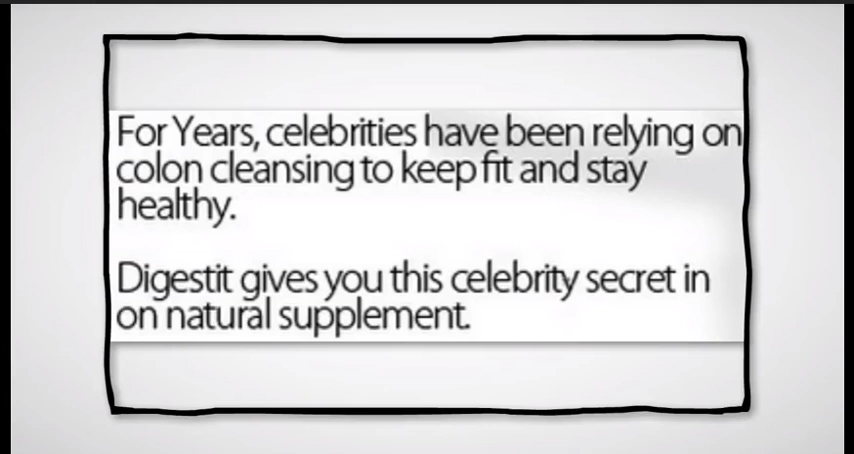 For Years, celebrities have been relying on
colon cleansing to keep fit and stay
healthy.
Digestit gives you this celebrity secret in
on natural supplement.